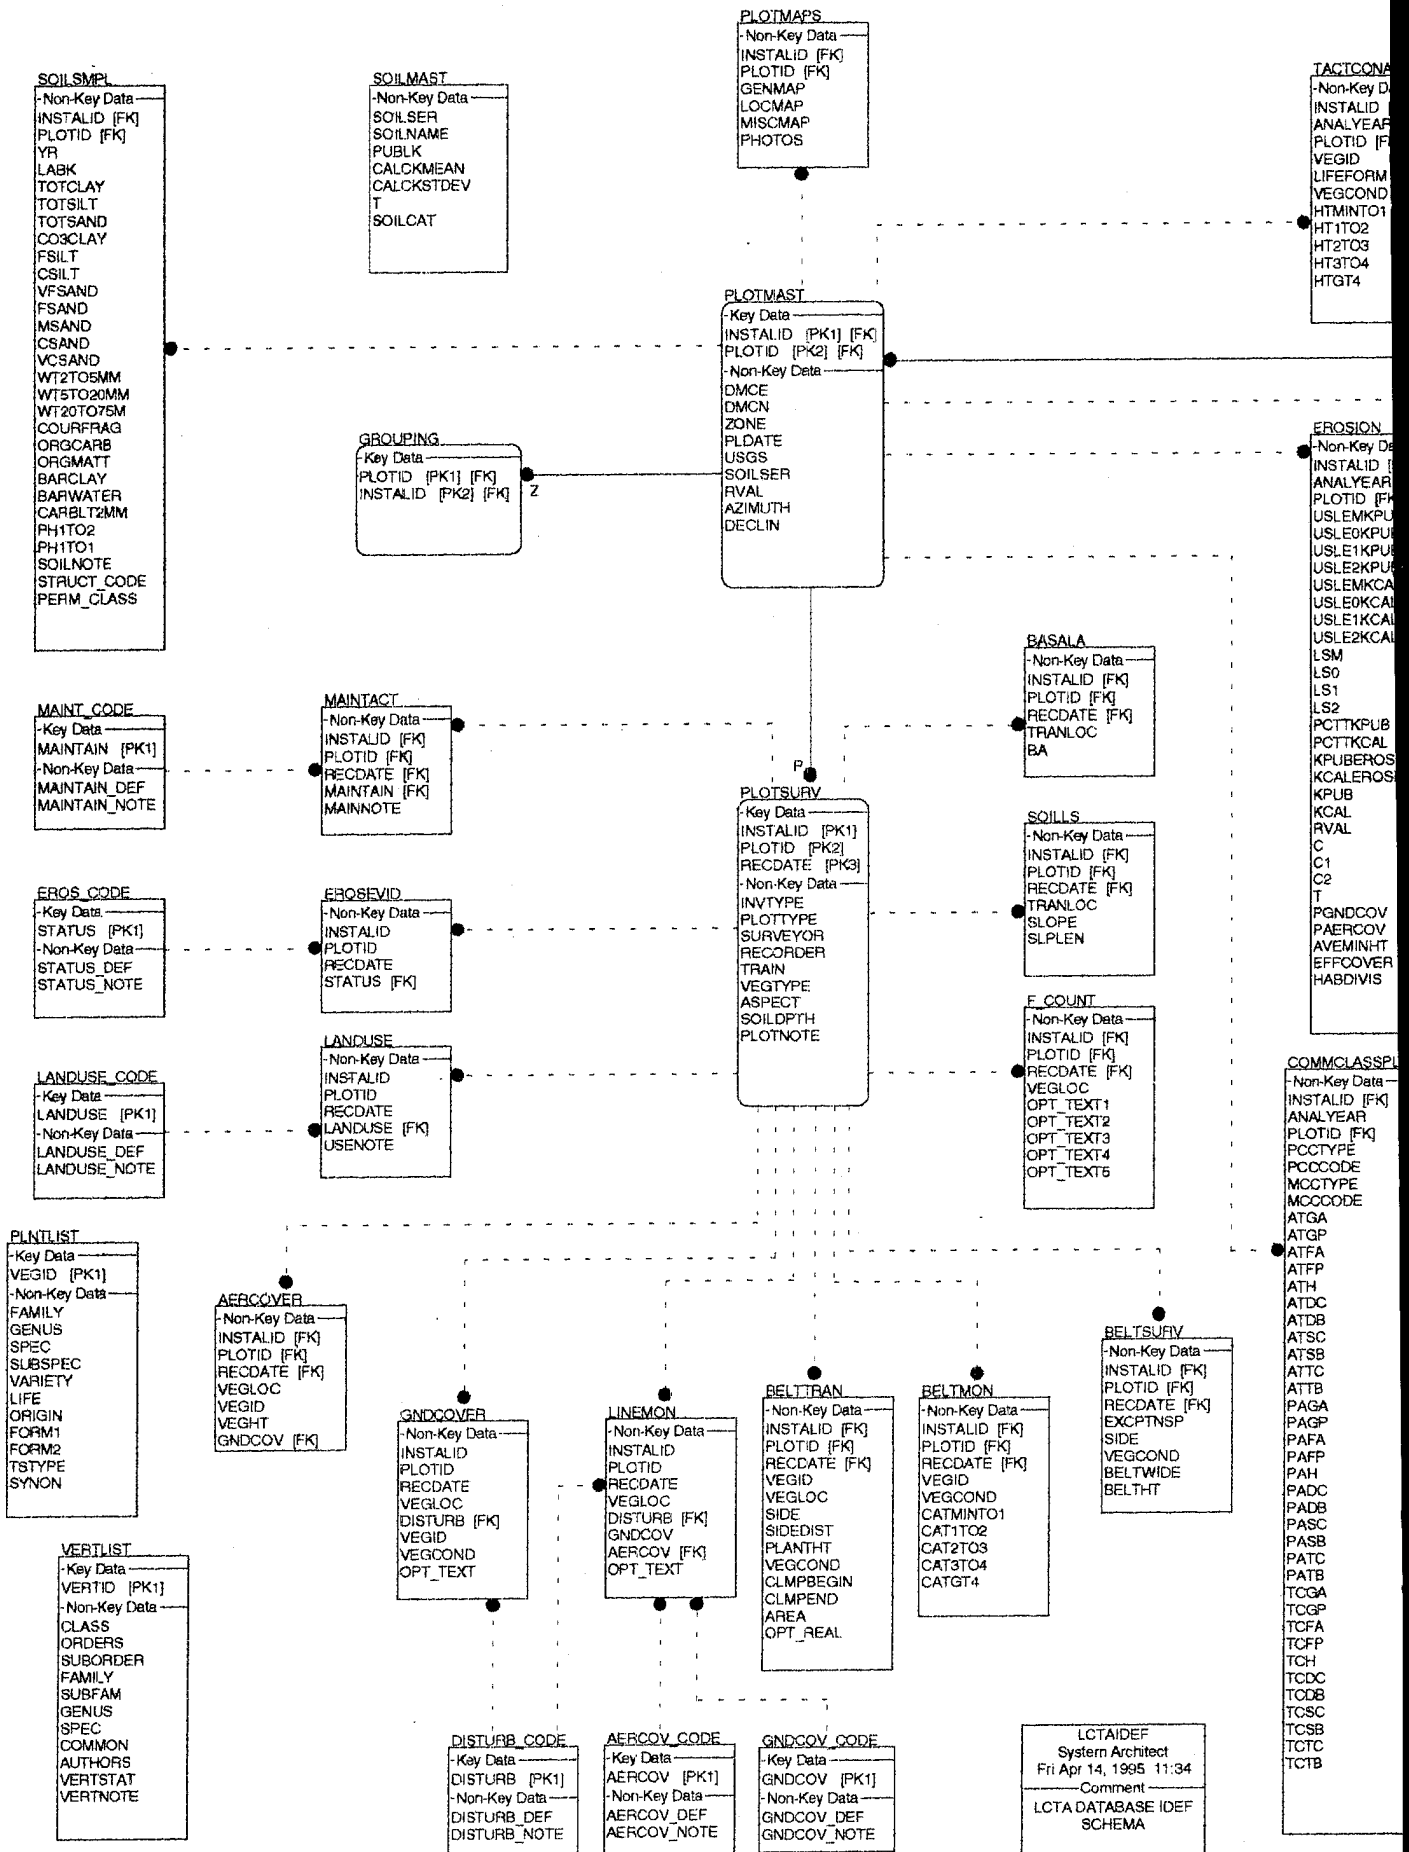 PLOTMAPS
-Non-Key Data
INSTALID [FK]
PLOTID [FK]
GENMAP
LOCMAP
MISCMAP
PHOTOS
SOILSMPL
-Non-Key Data
INSTALID [FK]
PLOTID [FK]
YR
LABK
TOTCLAY
TOTSILT
TOTSAND
CO3CLAY
FSILT
CSILT
VFSAND
FSAND
MSAND
CSAND
VCSAND
WT2TO5MM
WT5TO20MM
WT20TO75M
COURFRAG
ORGCARB
ORGMATT
BARCLAY
BARWATER
CARBLT2MM
PH1TO2
PH1TO1
SOILNOTE
STRUCT_CODE
PERM_CLASS
SOILMAST
-Non-Key Data
SOILSER
SOILNAME
PUBLK
CALCKMEAN
CALCKSTDEV
T
SOILCAT
TACTCONA
-Non-Key D
INSTALID [
ANALYEAR
PLOTID [F
VEGID
LIFEFORM
VEGCOND
HTMINTO1
HT1TO2
HT2TO3
HT3TO4
HTGT4
PLOTMAST
-Key Data
INSTALID [PK1] [FK]
PLOTID [PK2] [FK]
-Non-Key Data
DMCE
DMCN
ZONE
PLDATE
USGS
SOILSER
RVAL
AZIMUTH
DECLIN
GROUPING
-Key Data
PLOTID [PK1] [FK]
INSTALID [PK2] [FK]
Z
EROSION
-Non-Key De
INSTALID [
ANALYEAR
PLOTID [FK
USLEMKPU
USLE0KPU
USLE1KPU
USLE2KPU
USLEMKCA
USLE0KCA
USLE1KCAL
USLE2KCAL
LSM
LS0
LS1
LS2
PCTTKPUB
PCTTKCAL
KPUBEROS
KCALEROS
KPUB
KCAL
RVAL
C
C1
C2
T
PGNDCOV
PAERCOV
AVEMINHT
EFFCOVER
HABDIVIS
BASALA
-Non-Key Data
INSTALID [FK]
PLOTID [FK]
RECDATE [FK]
TRANLOC
BA
MAINT_CODE
-Key Data
MAINTAIN [PK1]
-Non-Key Data
MAINTAIN_DEF
MAINTAIN_NOTE
MAINTACT
-Non-Key Data
INSTALID [FK]
PLOTID [FK]
RECDATE [FK]
MAINTAIN [FK]
MAINNOTE
P
PLOTSURV
-Key Data
INSTALID [PK1]
PLOTID [PK2]
RECDATE [PK3]
-Non-Key Data
INVTYPE
PLOTTYPE
SURVEYOR
RECORDER
TRAIN
VEGTYPE
ASPECT
SOILDPTH
PLOTNOTE
SOILLS
-Non-Key Data
INSTALID [FK]
PLOTID [FK]
RECDATE [FK]
TRANLOC
SLOPE
SLPLEN
EROS_CODE
-Key Data
STATUS [PK1]
-Non-Key Data
STATUS_DEF
STATUS_NOTE
EROSEVID
-Non-Key Data
INSTALID
PLOTID
RECDATE
STATUS [FK]
F_COUNT
-Non-Key Data
INSTALID [FK]
PLOTID [FK]
RECDATE [FK]
VEGLOC
OPT_TEXT1
OPT_TEXT2
OPT_TEXT3
OPT_TEXT4
OPT_TEXT5
LANDUSE_CODE
-Key Data
LANDUSE [PK1]
-Non-Key Data
LANDUSE_DEF
LANDUSE_NOTE
LANDUSE
-Non-Key Data
INSTALID
PLOTID
RECDATE
LANDUSE [FK]
USENOTE
COMMCLASSPL
-Non-Key Data
INSTALID [FK]
ANALYEAR
PLOTID [FK]
PCCTYPE
PCCCODE
MCCTYPE
MCCCODE
ATGA
ATGP
ATFA
ATFP
ATH
ATDC
ATDB
ATSC
ATSB
ATTC
ATTB
PAGA
PAGP
PAFA
PAFP
PAH
PADC
PADB
PASC
PASB
PATC
PATB
TCGA
TCGP
TCFA
TCFP
TCH
TCDC
TCDB
TCSC
TCSB
TCTC
TCTB
PLNTLIST
-Key Data
VEGID [PK1]
-Non-Key Data
FAMILY
GENUS
SPEC
SUBSPEC
VARIETY
LIFE
ORIGIN
FORM1
FORM2
TSTYPE
SYNON
AERCOVER
-Non-Key Data
INSTALID [FK]
PLOTID [FK]
RECDATE [FK]
VEGLOC
VEGID
VEGHT
GNDCOV [FK]
GNDCOVER
-Non-Key Data
INSTALID
PLOTID
RECDATE
VEGLOC
DISTURB [FK]
VEGID
VEGCOND
OPT_TEXT
LINEMON
-Non-Key Data
INSTALID
PLOTID
RECDATE
VEGLOC
DISTURB [FK]
GNDCOV
AERCOV [FK]
OPT_TEXT
BELTTRAN
-Non-Key Data
INSTALID [FK]
PLOTID [FK]
RECDATE [FK]
VEGID
VEGLOC
SIDE
SIDEDIST
PLANTHT
VEGCOND
CLMPBEGIN
CLMPEND
AREA
OPT_REAL
BELTMON
-Non-Key Data
INSTALID [FK]
PLOTID [FK]
RECDATE [FK]
VEGID
VEGCOND
CATMINTO1
CAT1TO2
CAT2TO3
CAT3TO4
CATGT4
BELTSURV
-Non-Key Data
INSTALID [FK]
PLOTID [FK]
RECDATE [FK]
EXCPTNSP
SIDE
VEGCOND
BELTWIDE
BELTHT
VERTLIST
-Key Data
VERTID [PK1]
-Non-Key Data
CLASS
ORDERS
SUBORDER
FAMILY
SUBFAM
GENUS
SPEC
COMMON
AUTHORS
VERTSTAT
VERTNOTE
DISTURB_CODE
-Key Data
DISTURB [PK1]
-Non-Key Data
DISTURB_DEF
DISTURB_NOTE
AERCOV_CODE
-Key Data
AERCOV [PK1]
-Non-Key Data
AERCOV_DEF
AERCOV_NOTE
GNDCOV_CODE
-Key Data
GNDCOV [PK1]
-Non-Key Data
GNDCOV_DEF
GNDCOV_NOTE
LCTAIDEF
System Architect
Fri Apr 14, 1995 11:34
Comment
LCTA DATABASE IDEF
SCHEMA